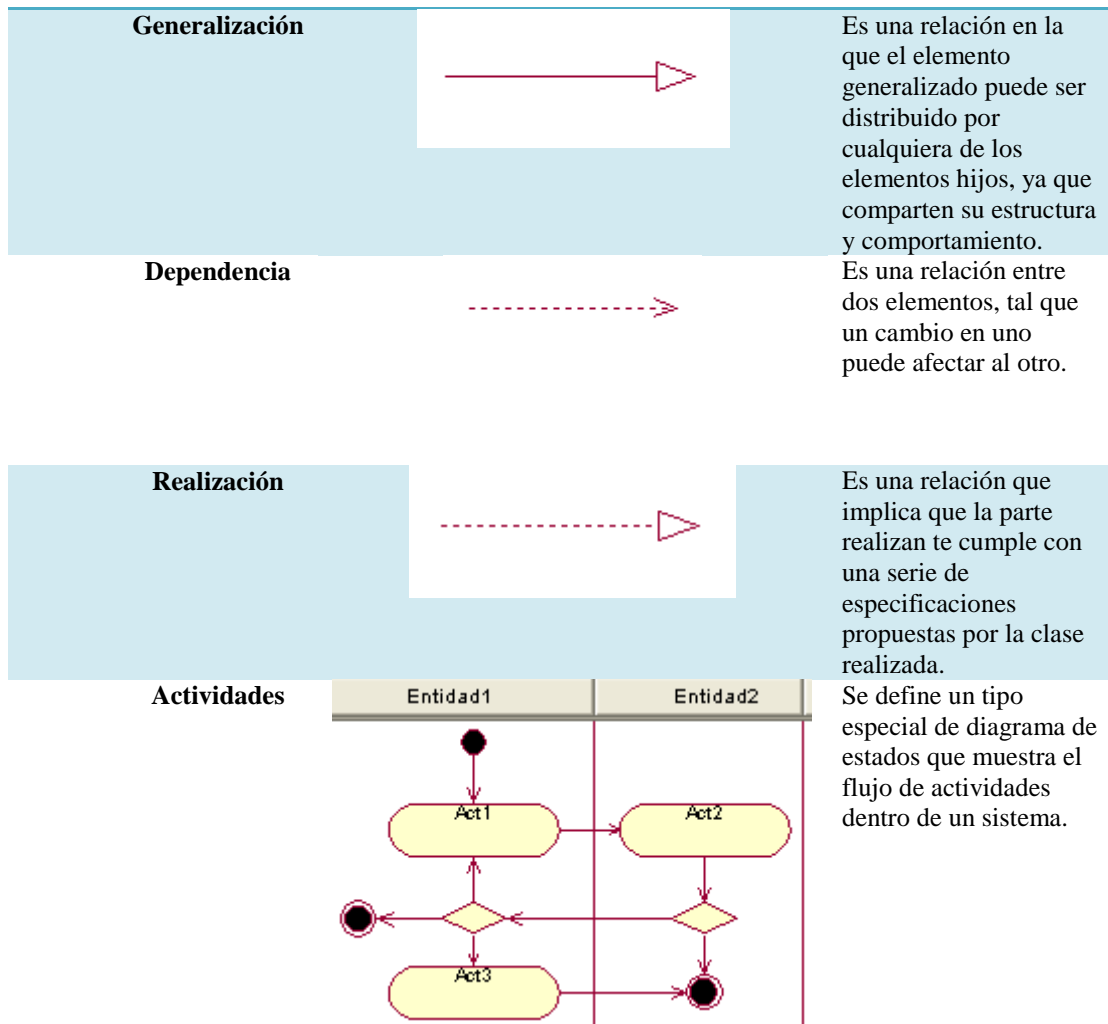 Generalización
Es una relación en la
que el elemento
generalizado puede ser
distribuido por
cualquiera de los
elementos hijos, ya que
comparten su estructura
y comportamiento.
Dependencia
Es una relación entre
dos elementos, tal que
un cambio en uno
puede afectar al otro.
Realización
Es una relación que
implica que la parte
realizan te cumple con
una serie de
especificaciones
propuestas por la clase
realizada.
Actividades
Entidad1
Entidad2
Act1
Act2
Act3
Se define un tipo
especial de diagrama de
estados que muestra el
flujo de actividades
dentro de un sistema.